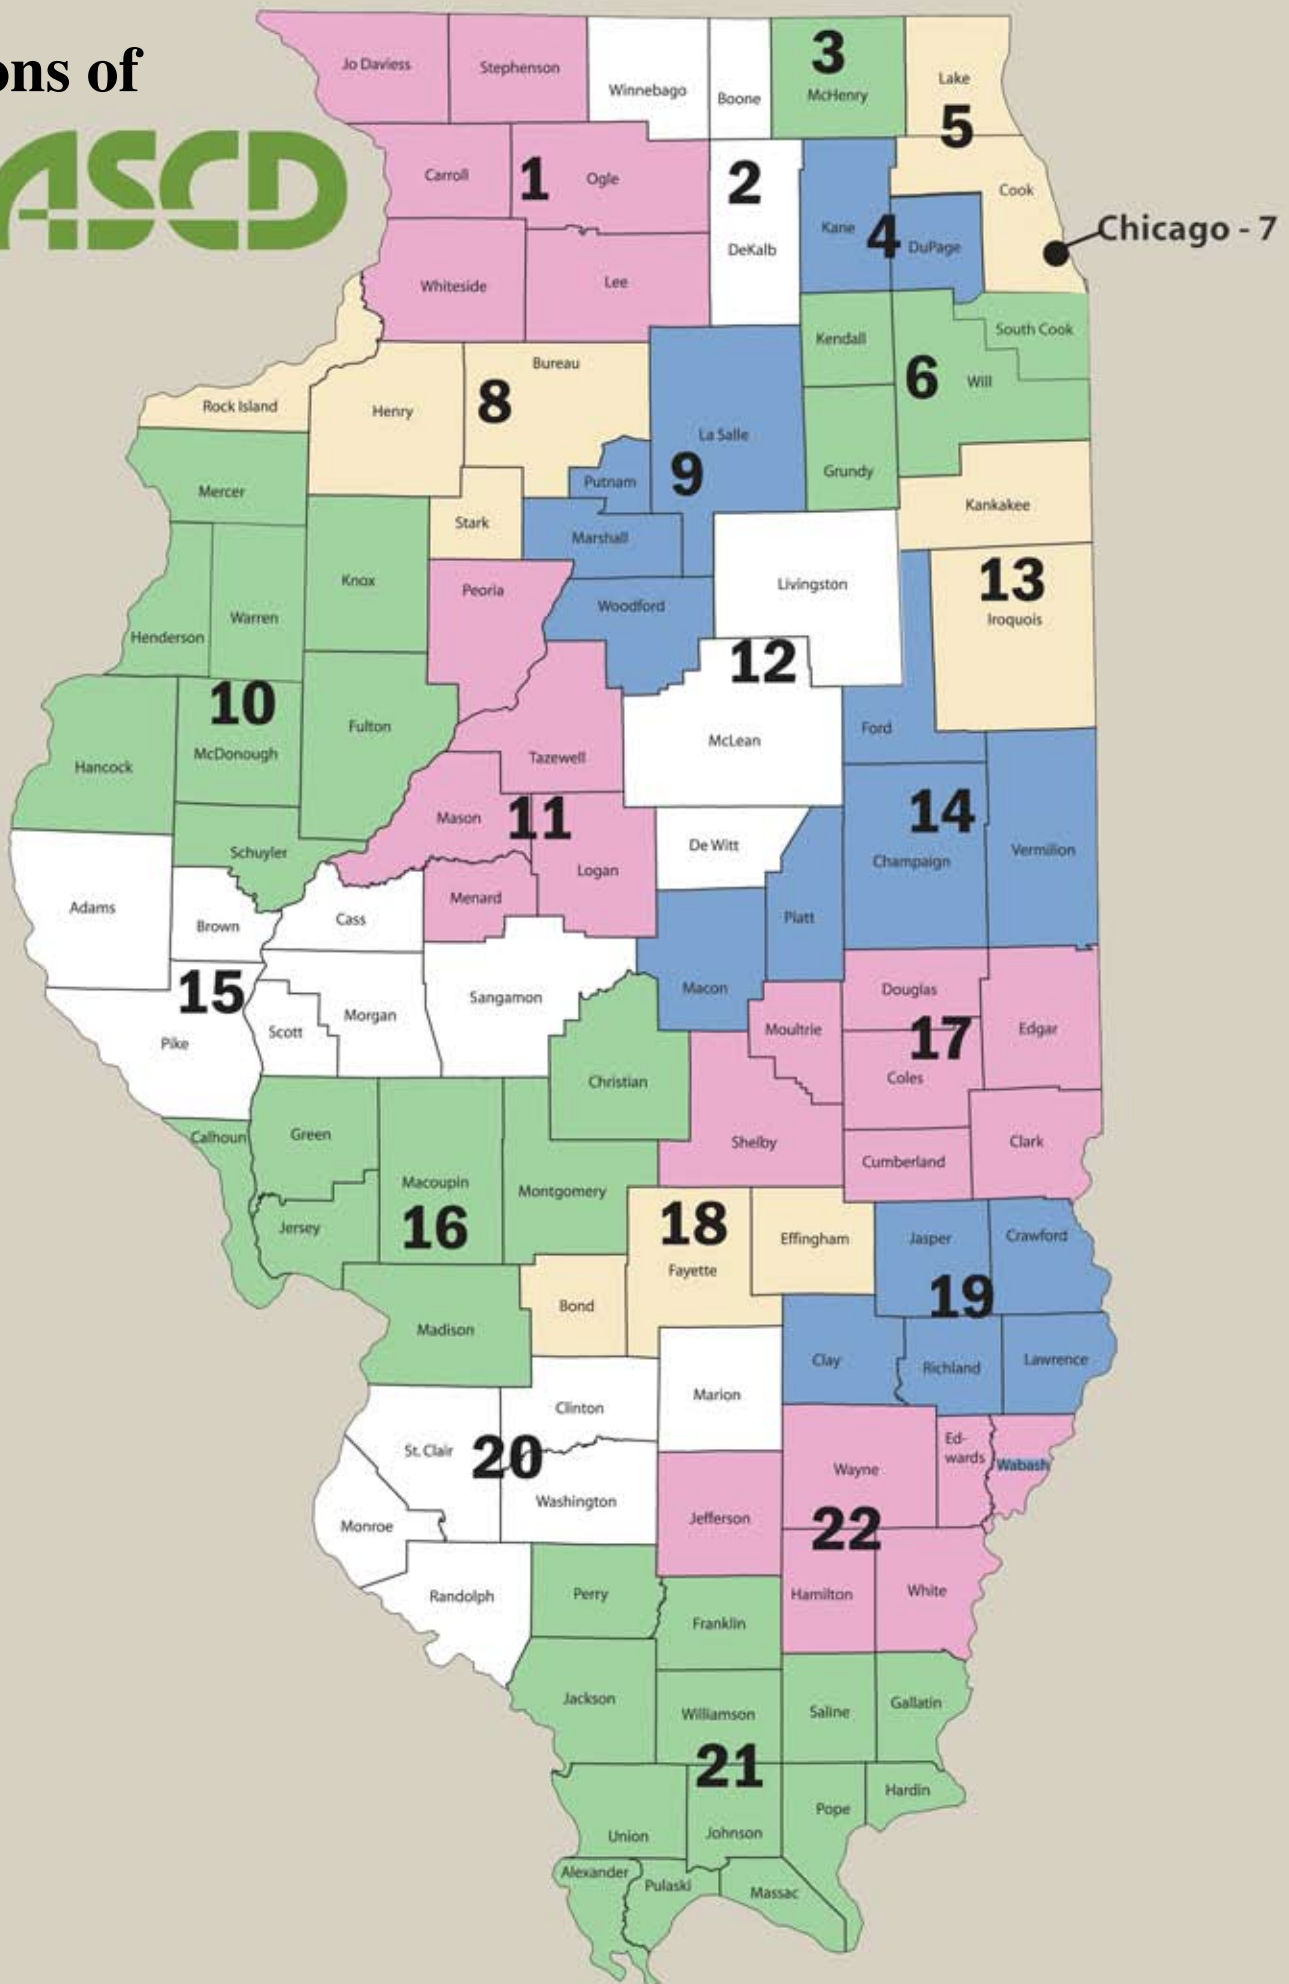 ons of
ASCD
Jo Daviess
Stephenson
Winnebago
Boone
3
McHenry
Lake
5
Carroll
1
Ogle
2
DeKalb
Kane
4
DuPage
Cook
Chicago - 7
Whiteside
Lee
Kendall
South Cook
6
Will
Rock Island
Henry
Bureau
8
La Salle
9
Putnam
Grundy
Mercer
Stark
Marshall
Kankakee
Knox
Peoria
Woodford
Livingston
13
Iroquois
Henderson
Warren
12
10
McDonough
Fulton
Hancock
Tazewell
McLean
Ford
Mason
11
Logan
De Witt
14
Champaign
Vermilion
Schuyler
Menard
Adams
Brown
Cass
Piatt
15
Pike
Scott
Morgan
Sangamon
Macon
Moultrie
Douglas
17
Coles
Edgar
Christian
Calhoun
Green
Macoupin
16
Montgomery
Shelby
Cumberland
Clark
Jersey
18
Fayette
Effingham
Jasper
Crawford
19
Madison
Bond
Clay
Richland
Lawrence
Clinton
Marion
St. Clair
20
Washington
Wayne
Ed-
wards
Wabash
Monroe
Jefferson
22
Randolph
Perry
Franklin
Hamilton
White
Jackson
Williamson
Saline
Gallatin
21
Union
Johnson
Pope
Hardin
Alexander
Pulaski
Massac